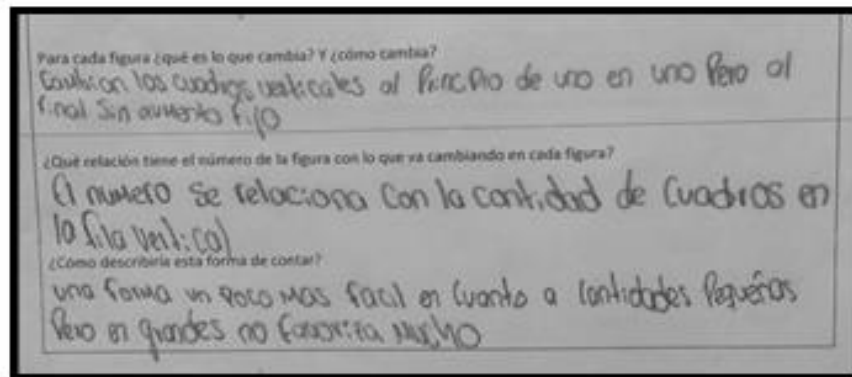 Para cada figura ¿qué es lo que cambia? Y ¿cómo cambia?
Cambian los cuadros verticales al Principio de uno en uno Pero al
final Sin aumento fijo
¿Qué relación tiene el número de la figura con lo que va cambiando en cada figura?
El numero se relaciona con la cantidad de cuadros en
la fila vertical
¿Cómo describiría esta forma de contar?
una forma un poco mas facil en cuanto a cantidades Pequeñas
Pero en grandes no favoriza mucho